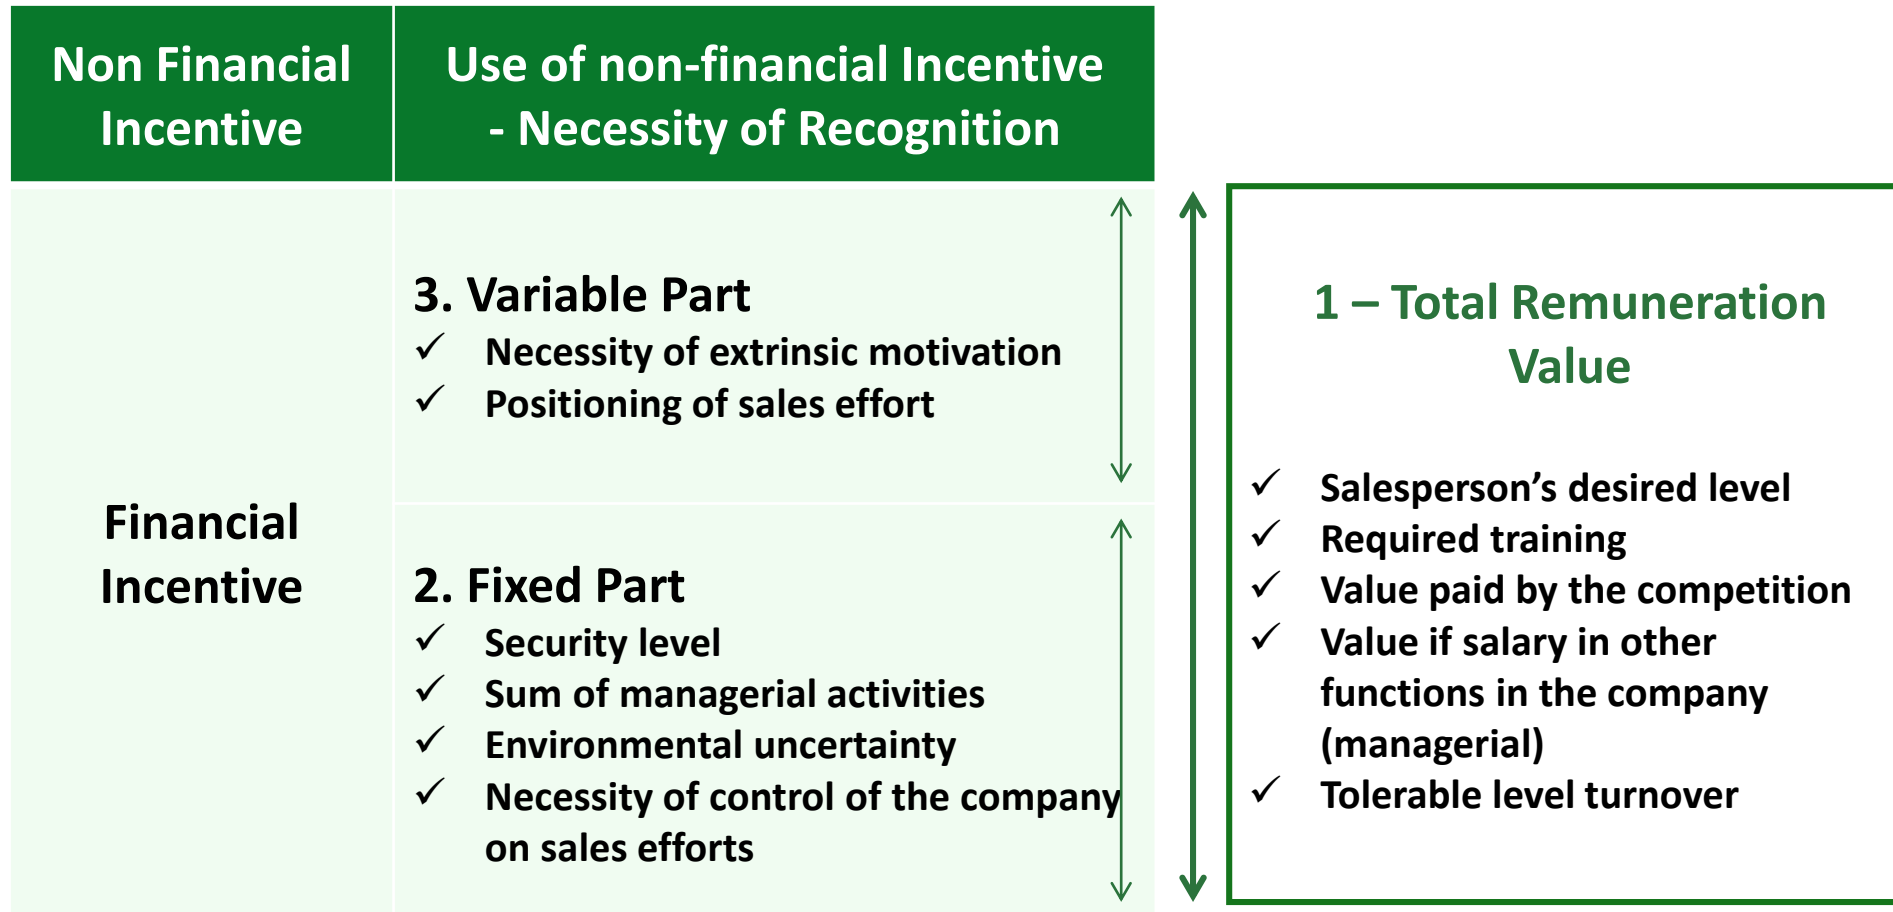 Non Financial
Incentive
Use of non-financial Incentive
- Necessity of Recognition
Financial
Incentive
3. Variable Part
✓ Necessity of extrinsic motivation
✓ Positioning of sales effort
2. Fixed Part
✓ Security level
✓ Sum of managerial activities
✓ Environmental uncertainty
✓ Necessity of control of the company
on sales efforts
1 – Total Remuneration
Value
✓ Salesperson’s desired level
✓ Required training
✓ Value paid by the competition
✓ Value if salary in other
functions in the company
(managerial)
✓ Tolerable level turnover